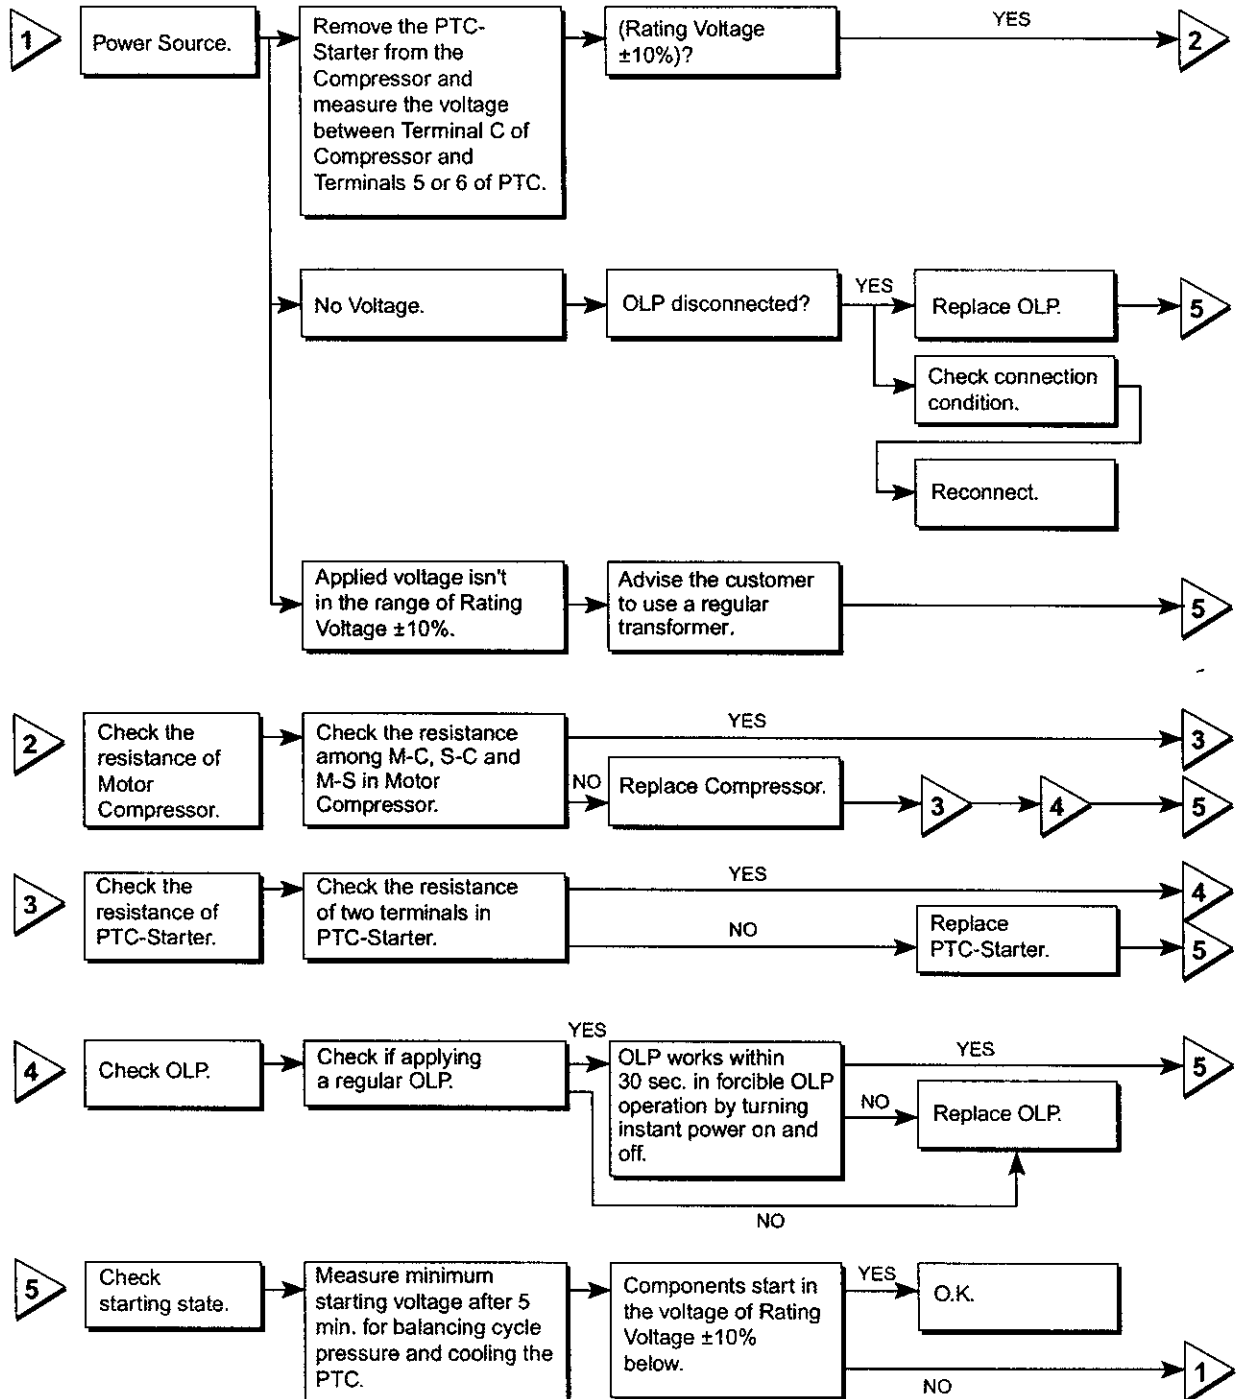 1
Power Source.
Remove the PTC-
Starter from the
Compressor and
measure the voltage
between Terminal C of
Compressor and
Terminals 5 or 6 of PTC.
(Rating Voltage
±10%)?
YES
2
No Voltage.
OLP disconnected?
YES
Replace OLP.
5
Check connection
condition.
Reconnect.
Applied voltage isn't
in the range of Rating
Voltage ±10%.
Advise the customer
to use a regular
transformer.
5
2
Check the
resistance of
Motor
Compressor.
Check the resistance
among M-C, S-C and
M-S in Motor
Compressor.
YES
3
NO
Replace Compressor.
3
4
5
3
Check the
resistance of
PTC-Starter.
Check the resistance
of two terminals in
PTC-Starter.
YES
4
NO
Replace
PTC-Starter.
5
4
Check OLP.
Check if applying
a regular OLP.
YES
OLP works within
30 sec. in forcible OLP
operation by turning
instant power on and
off.
YES
5
NO
Replace OLP.
NO
5
Check
starting state.
Measure minimum
starting voltage after 5
min. for balancing cycle
pressure and cooling the
PTC.
Components start in
the voltage of Rating
Voltage ±10%
below.
YES
O.K.
NO
1